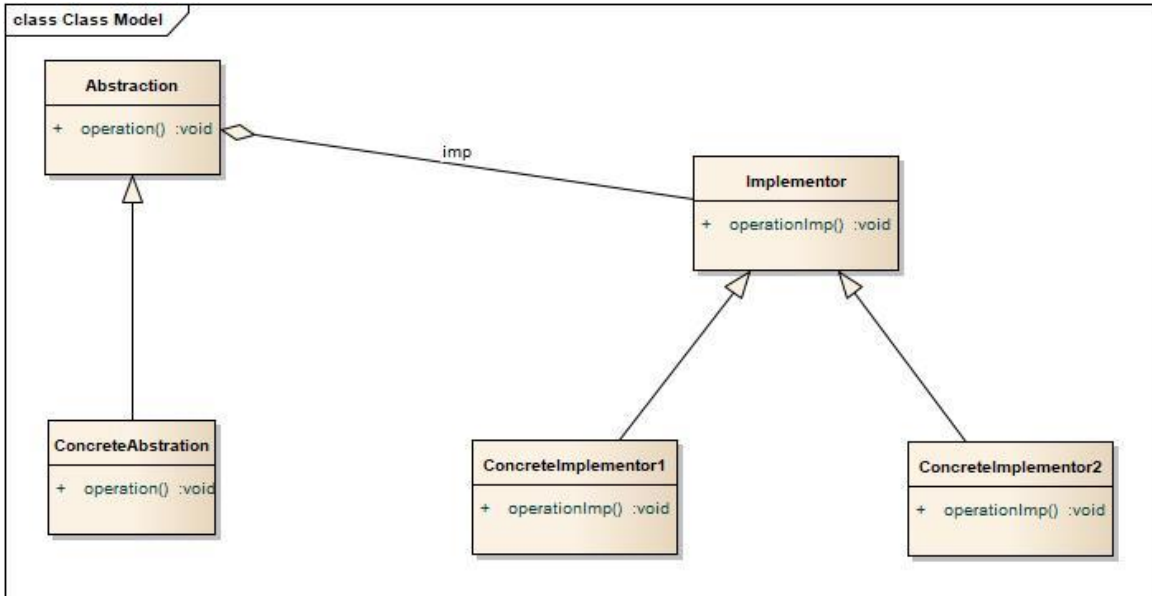 class Class Model
Abstraction
+ operation() :void
imp
Implementor
+ operationImp() :void
ConcreteAbstration
+ operation() :void
ConcreteImplementor1
+ operationImp() :void
ConcreteImplementor2
+ operationImp() :void